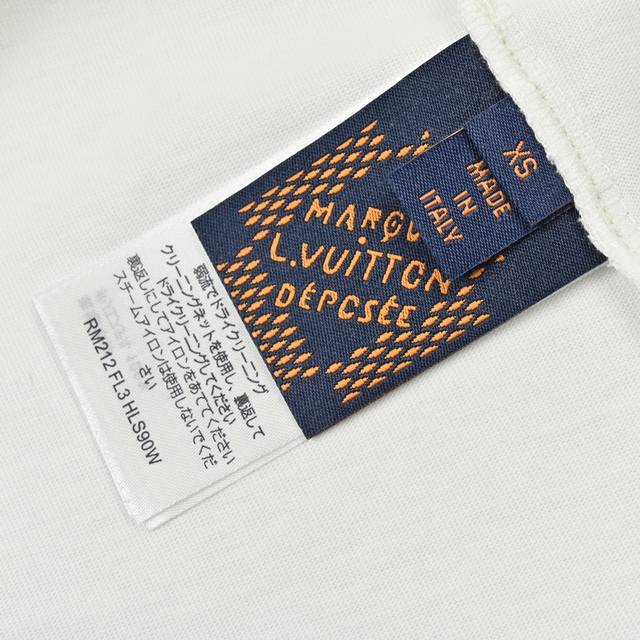 MARQU
L.VUITTON
DÉPOSÉE
MADE
IN
ITALY
XS
弱流でドライクリーニング
クリーニングネットを使用し、裏返して
ドライクリーニングしてください
裏返しにしてアイロンをあててください
スチームアイロンは使用しないでくだ
さい
RM212 FL3 HLS90W